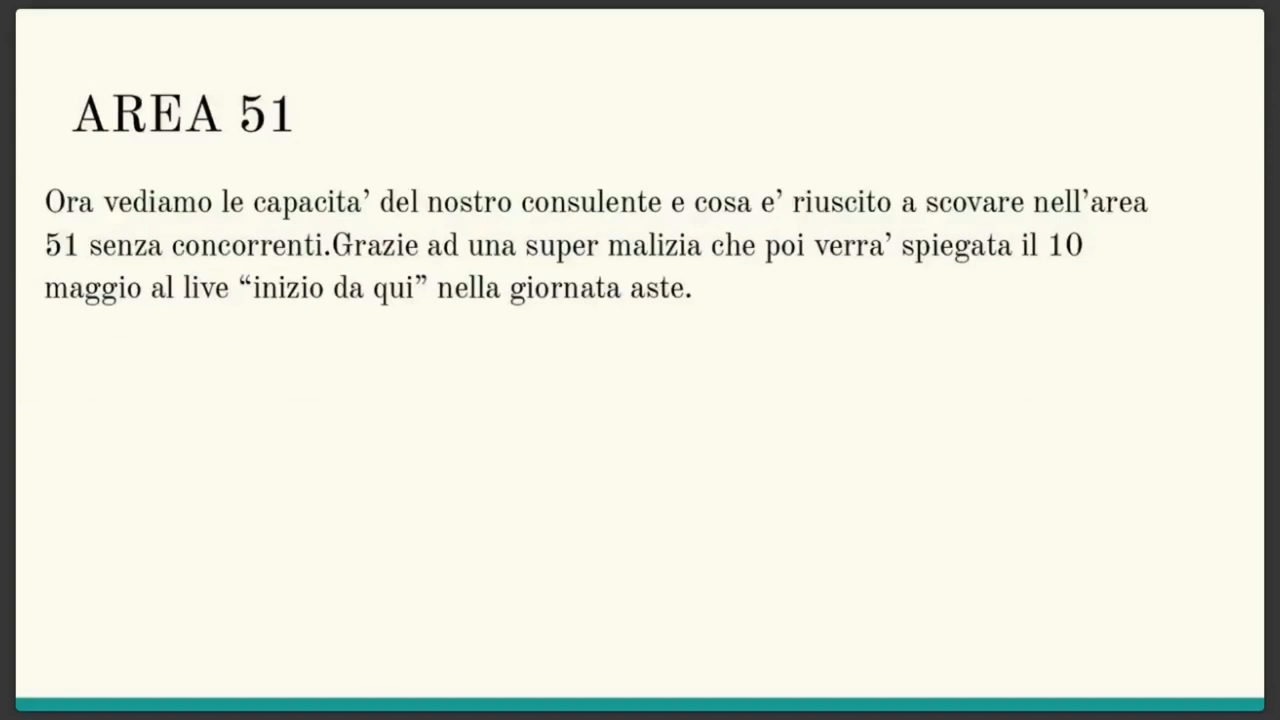 AREA 51
Ora vediamo le capacita’ del nostro consulente e cosa e’ riuscito a scovare nell’area
51 senza concorrenti.Grazie ad una super malizia che poi verra’ spiegata il 10
maggio al live “inizio da qui” nella giornata aste.